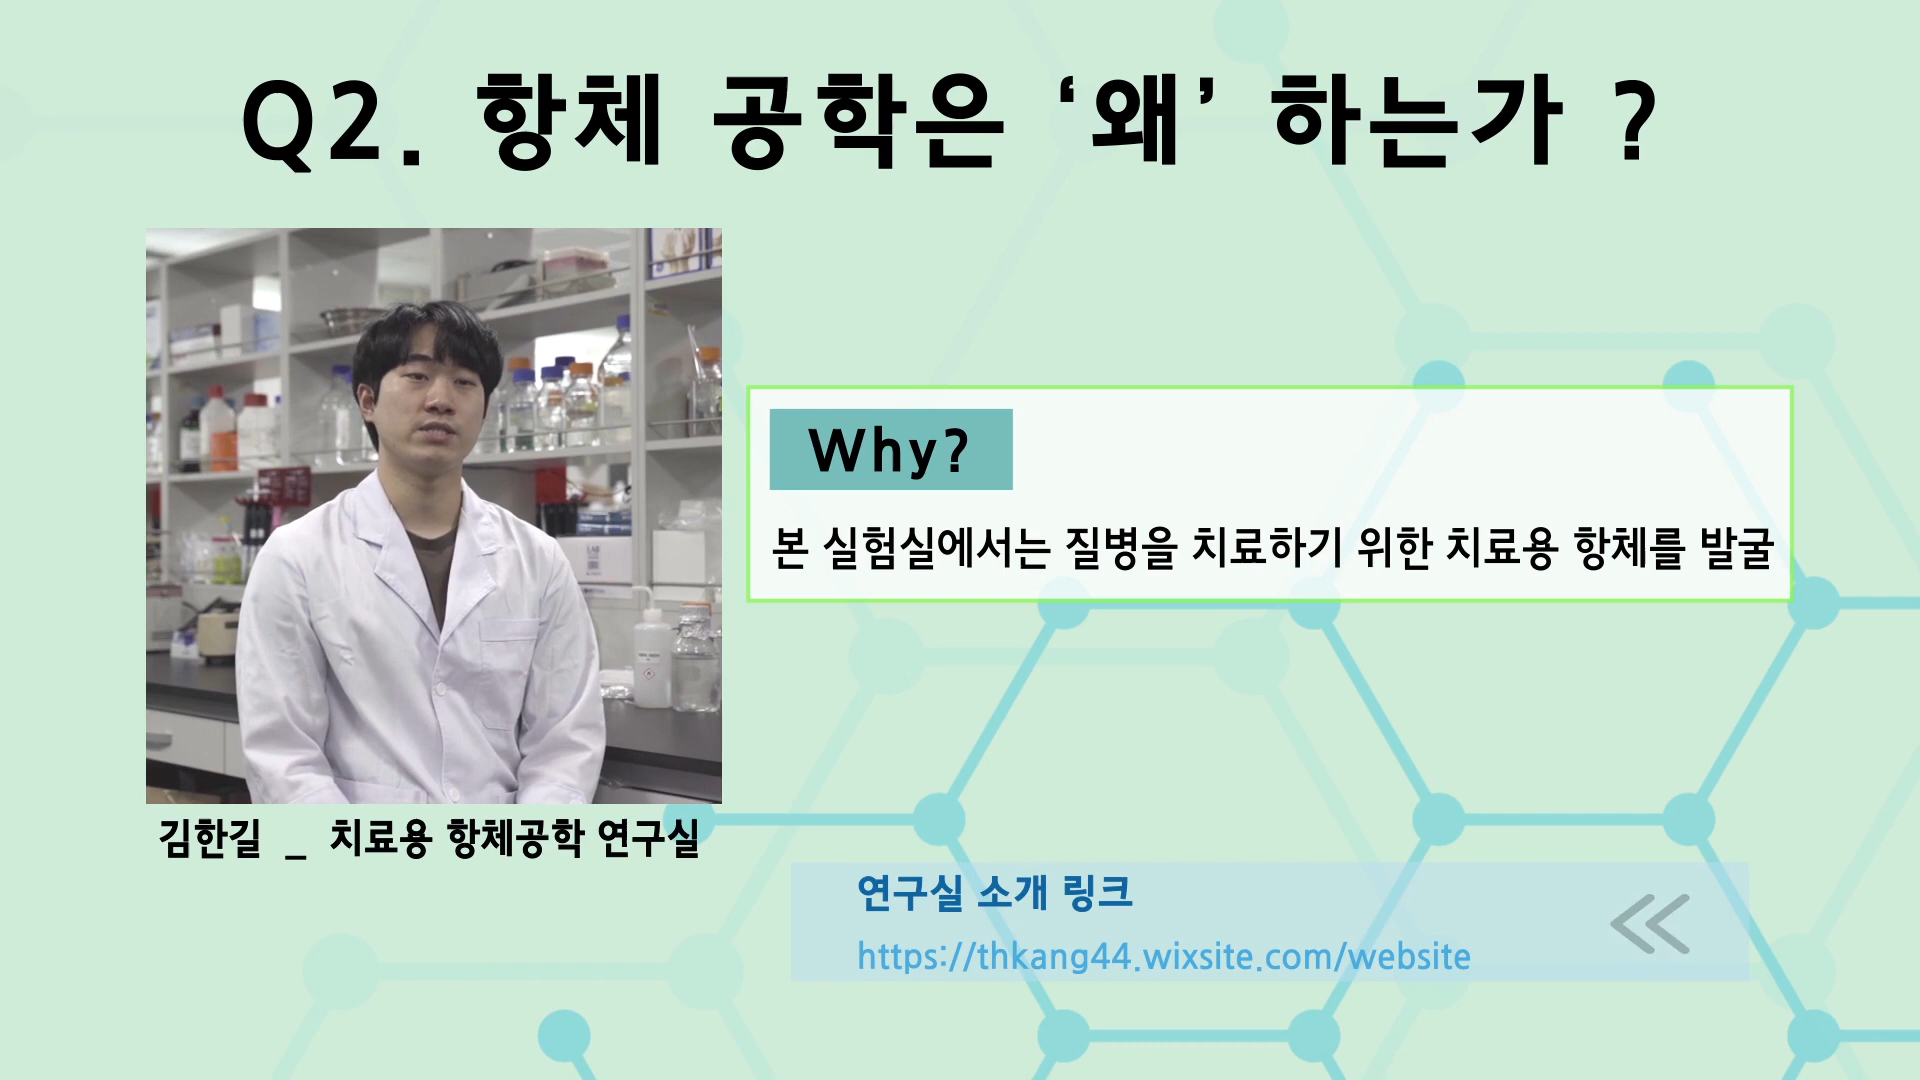 Q2. 항체 공학은 ‘왜’ 하는가 ?
Why?
본 실험실에서는 질병을 치료하기 위한 치료용 항체를 발굴
김한길 _ 치료용 항체공학 연구실
연구실 소개 링크
https://thkang44.wixsite.com/website